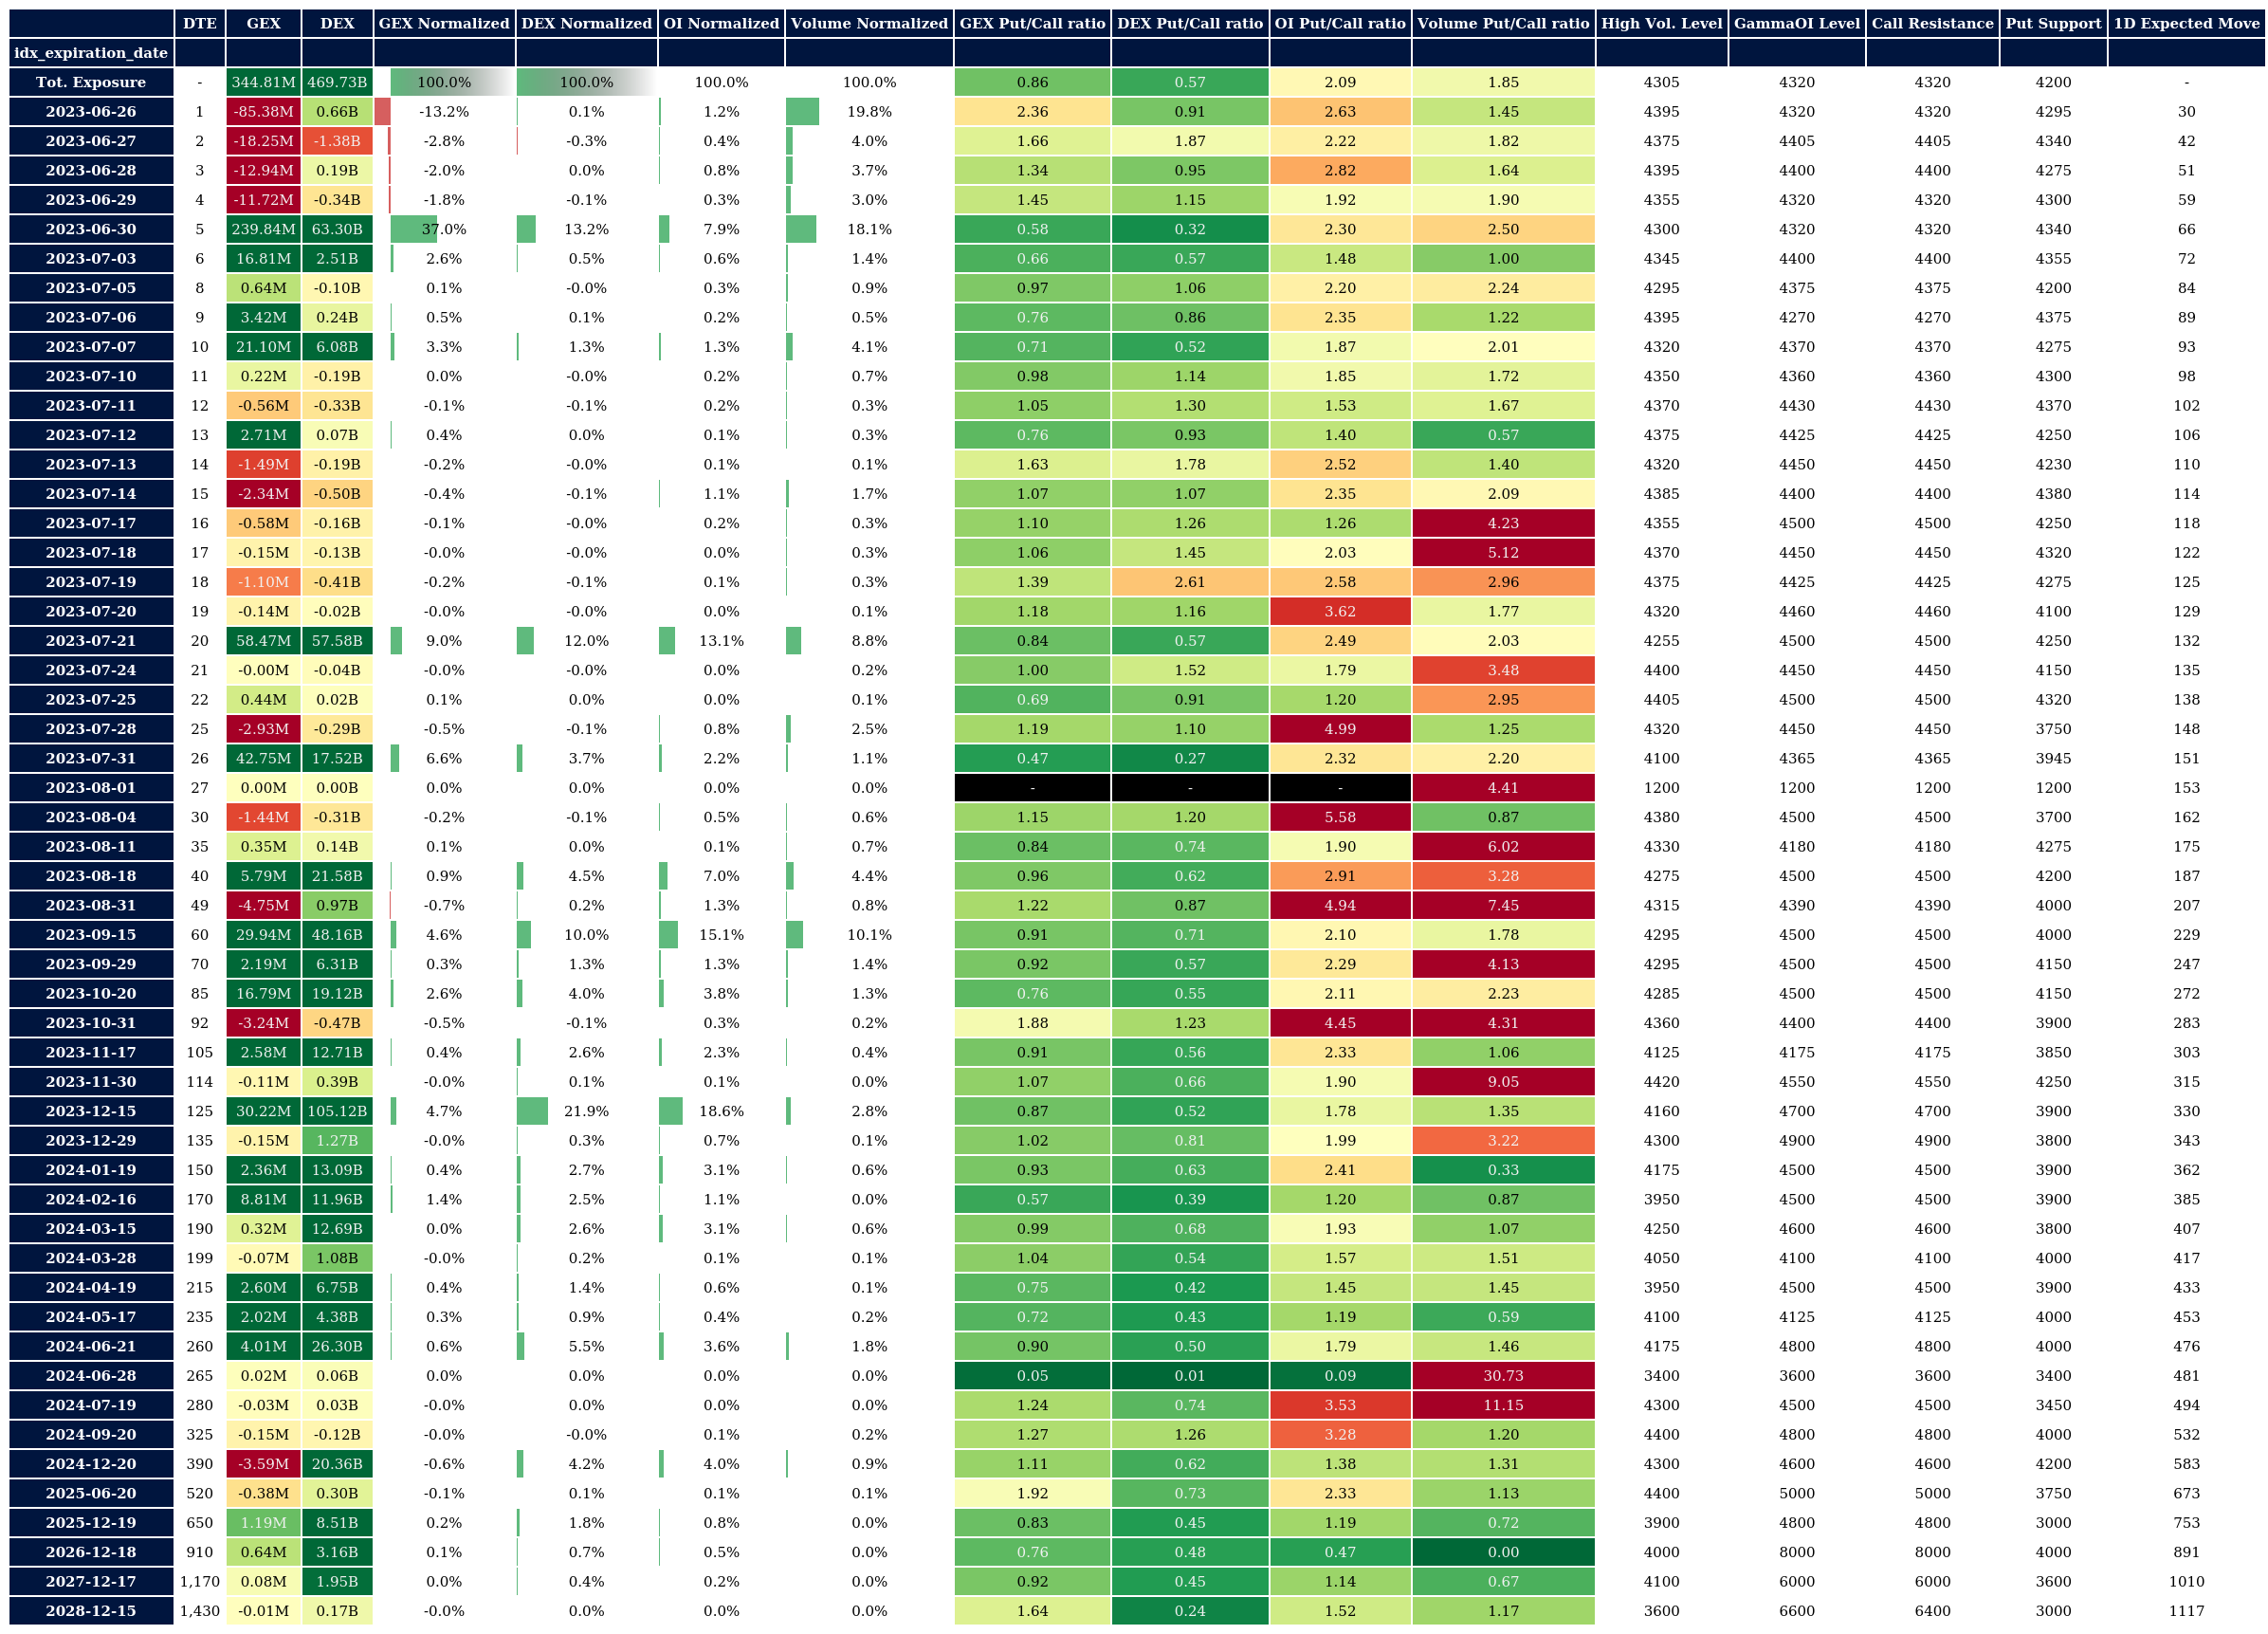 DTE GEX DEX GEX Normalized DEX Normalized OI Normalized Volume Normalized GEX Put/Call ratio DEX Put/Call ratio OI Put/Call ratio Volume Put/Call ratio High Vol. Level GammaOI Level Call Resistance Put Support 1D Expected Move
idx_expiration_date
Tot. Exposure - 344.81M 469.73B 100.0% 100.0% 100.0% 100.0% 0.86 0.57 2.09 1.85 4305 4320 4320 4200 -
2023-06-26 1 -85.38M 0.66B -13.2% 0.1% 1.2% 19.8% 2.36 0.91 2.63 1.45 4395 4320 4320 4295 30
2023-06-27 2 -18.25M -1.38B -2.8% -0.3% 0.4% 4.0% 1.66 1.87 2.22 1.82 4375 4405 4405 4340 42
2023-06-28 3 -12.94M 0.19B -2.0% 0.0% 0.8% 3.7% 1.34 0.95 2.82 1.64 4395 4400 4400 4275 51
2023-06-29 4 -11.72M -0.34B -1.8% -0.1% 0.3% 3.0% 1.45 1.15 1.92 1.90 4355 4320 4320 4300 59
2023-06-30 5 239.84M 63.30B 37.0% 13.2% 7.9% 18.1% 0.58 0.32 2.30 2.50 4300 4320 4320 4340 66
2023-07-03 6 16.81M 2.51B 2.6% 0.5% 0.6% 1.4% 0.66 0.57 1.48 1.00 4345 4400 4400 4355 72
2023-07-05 8 0.64M -0.10B 0.1% -0.0% 0.3% 0.9% 0.97 1.06 2.20 2.24 4295 4375 4375 4200 84
2023-07-06 9 3.42M 0.24B 0.5% 0.1% 0.2% 0.5% 0.76 0.86 2.35 1.22 4395 4270 4270 4375 89
2023-07-07 10 21.10M 6.08B 3.3% 1.3% 1.3% 4.1% 0.71 0.52 1.87 2.01 4320 4370 4370 4275 93
2023-07-10 11 0.22M -0.19B 0.0% -0.0% 0.2% 0.7% 0.98 1.14 1.85 1.72 4350 4360 4360 4300 98
2023-07-11 12 -0.56M -0.33B -0.1% -0.1% 0.2% 0.3% 1.05 1.30 1.53 1.67 4370 4430 4430 4370 102
2023-07-12 13 2.71M 0.07B 0.4% 0.0% 0.1% 0.3% 0.76 0.93 1.40 0.57 4375 4425 4425 4250 106
2023-07-13 14 -1.49M -0.19B -0.2% -0.0% 0.1% 0.1% 1.63 1.78 2.52 1.40 4320 4450 4450 4230 110
2023-07-14 15 -2.34M -0.50B -0.4% -0.1% 1.1% 1.7% 1.07 1.07 2.35 2.09 4385 4400 4400 4380 114
2023-07-17 16 -0.58M -0.16B -0.1% -0.0% 0.2% 0.3% 1.10 1.26 1.26 4.23 4355 4500 4500 4250 118
2023-07-18 17 -0.15M -0.13B -0.0% -0.0% 0.0% 0.3% 1.06 1.45 2.03 5.12 4370 4450 4450 4320 122
2023-07-19 18 -1.10M -0.41B -0.2% -0.1% 0.1% 0.3% 1.39 2.61 2.58 2.96 4375 4425 4425 4275 125
2023-07-20 19 -0.14M -0.02B -0.0% -0.0% 0.0% 0.1% 1.18 1.16 3.62 1.77 4320 4460 4460 4100 129
2023-07-21 20 58.47M 57.58B 9.0% 12.0% 13.1% 8.8% 0.84 0.57 2.49 2.03 4255 4500 4500 4250 132
2023-07-24 21 -0.00M -0.04B -0.0% -0.0% 0.0% 0.2% 1.00 1.52 1.79 3.48 4400 4450 4450 4150 135
2023-07-25 22 0.44M 0.02B 0.1% 0.0% 0.0% 0.1% 0.69 0.91 1.20 2.95 4405 4500 4500 4320 138
2023-07-28 25 -2.93M -0.29B -0.5% -0.1% 0.8% 2.5% 1.19 1.10 4.99 1.25 4320 4450 4450 3750 148
2023-07-31 26 42.75M 17.52B 6.6% 3.7% 2.2% 1.1% 0.47 0.27 2.32 2.20 4100 4365 4365 3945 151
2023-08-01 27 0.00M 0.00B 0.0% 0.0% 0.0% 0.0% - - - 4.41 1200 1200 1200 1200 153
2023-08-04 30 -1.44M -0.31B -0.2% -0.1% 0.5% 0.6% 1.15 1.20 5.58 0.87 4380 4500 4500 3700 162
2023-08-11 35 0.35M 0.14B 0.1% 0.0% 0.1% 0.7% 0.84 0.74 1.90 6.02 4330 4180 4180 4275 175
2023-08-18 40 5.79M 21.58B 0.9% 4.5% 7.0% 4.4% 0.96 0.62 2.91 3.28 4275 4500 4500 4200 187
2023-08-31 49 -4.75M 0.97B -0.7% 0.2% 1.3% 0.8% 1.22 0.87 4.94 7.45 4315 4390 4390 4000 207
2023-09-15 60 29.94M 48.16B 4.6% 10.0% 15.1% 10.1% 0.91 0.71 2.10 1.78 4295 4500 4500 4000 229
2023-09-29 70 2.19M 6.31B 0.3% 1.3% 1.3% 1.4% 0.92 0.57 2.29 4.13 4295 4500 4500 4150 247
2023-10-20 85 16.79M 19.12B 2.6% 4.0% 3.8% 1.3% 0.76 0.55 2.11 2.23 4285 4500 4500 4150 272
2023-10-31 92 -3.24M -0.47B -0.5% -0.1% 0.3% 0.2% 1.88 1.23 4.45 4.31 4360 4400 4400 3900 283
2023-11-17 105 2.58M 12.71B 0.4% 2.6% 2.3% 0.4% 0.91 0.56 2.33 1.06 4125 4175 4175 3850 303
2023-11-30 114 -0.11M 0.39B -0.0% 0.1% 0.1% 0.0% 1.07 0.66 1.90 9.05 4420 4550 4550 4250 315
2023-12-15 125 30.22M 105.12B 4.7% 21.9% 18.6% 2.8% 0.87 0.52 1.78 1.35 4160 4700 4700 3900 330
2023-12-29 135 -0.15M 1.27B -0.0% 0.3% 0.7% 0.1% 1.02 0.81 1.99 3.22 4300 4900 4900 3800 343
2024-01-19 150 2.36M 13.09B 0.4% 2.7% 3.1% 0.6% 0.93 0.63 2.41 0.33 4175 4500 4500 3900 362
2024-02-16 170 8.81M 11.96B 1.4% 2.5% 1.1% 0.0% 0.57 0.39 1.20 0.87 3950 4500 4500 3900 385
2024-03-15 190 0.32M 12.69B 0.0% 2.6% 3.1% 0.6% 0.99 0.68 1.93 1.07 4250 4600 4600 3800 407
2024-03-28 199 -0.07M 1.08B -0.0% 0.2% 0.1% 0.1% 1.04 0.54 1.57 1.51 4050 4100 4100 4000 417
2024-04-19 215 2.60M 6.75B 0.4% 1.4% 0.6% 0.1% 0.75 0.42 1.45 1.45 3950 4500 4500 3900 433
2024-05-17 235 2.02M 4.38B 0.3% 0.9% 0.4% 0.2% 0.72 0.43 1.19 0.59 4100 4125 4125 4000 453
2024-06-21 260 4.01M 26.30B 0.6% 5.5% 3.6% 1.8% 0.90 0.50 1.79 1.46 4175 4800 4800 4000 476
2024-06-28 265 0.02M 0.06B 0.0% 0.0% 0.0% 0.0% 0.05 0.01 0.09 30.73 3400 3600 3600 3400 481
2024-07-19 280 -0.03M 0.03B -0.0% 0.0% 0.0% 0.0% 1.24 0.74 3.53 11.15 4300 4500 4500 3450 494
2024-09-20 325 -0.15M -0.12B -0.0% -0.0% 0.1% 0.2% 1.27 1.26 3.28 1.20 4400 4800 4800 4000 532
2024-12-20 390 -3.59M 20.36B -0.6% 4.2% 4.0% 0.9% 1.11 0.62 1.38 1.31 4300 4600 4600 4200 583
2025-06-20 520 -0.38M 0.30B -0.1% 0.1% 0.1% 0.1% 1.92 0.73 2.33 1.13 4400 5000 5000 3750 673
2025-12-19 650 1.19M 8.51B 0.2% 1.8% 0.8% 0.0% 0.83 0.45 1.19 0.72 3900 4800 4800 3000 753
2026-12-18 910 0.64M 3.16B 0.1% 0.7% 0.5% 0.0% 0.76 0.48 0.47 0.00 4000 8000 8000 4000 891
2027-12-17 1,170 0.08M 1.95B 0.0% 0.4% 0.2% 0.0% 0.92 0.45 1.14 0.67 4100 6000 6000 3600 1010
2028-12-15 1,430 -0.01M 0.17B -0.0% 0.0% 0.0% 0.0% 1.64 0.24 1.52 1.17 3600 6600 6400 3000 1117